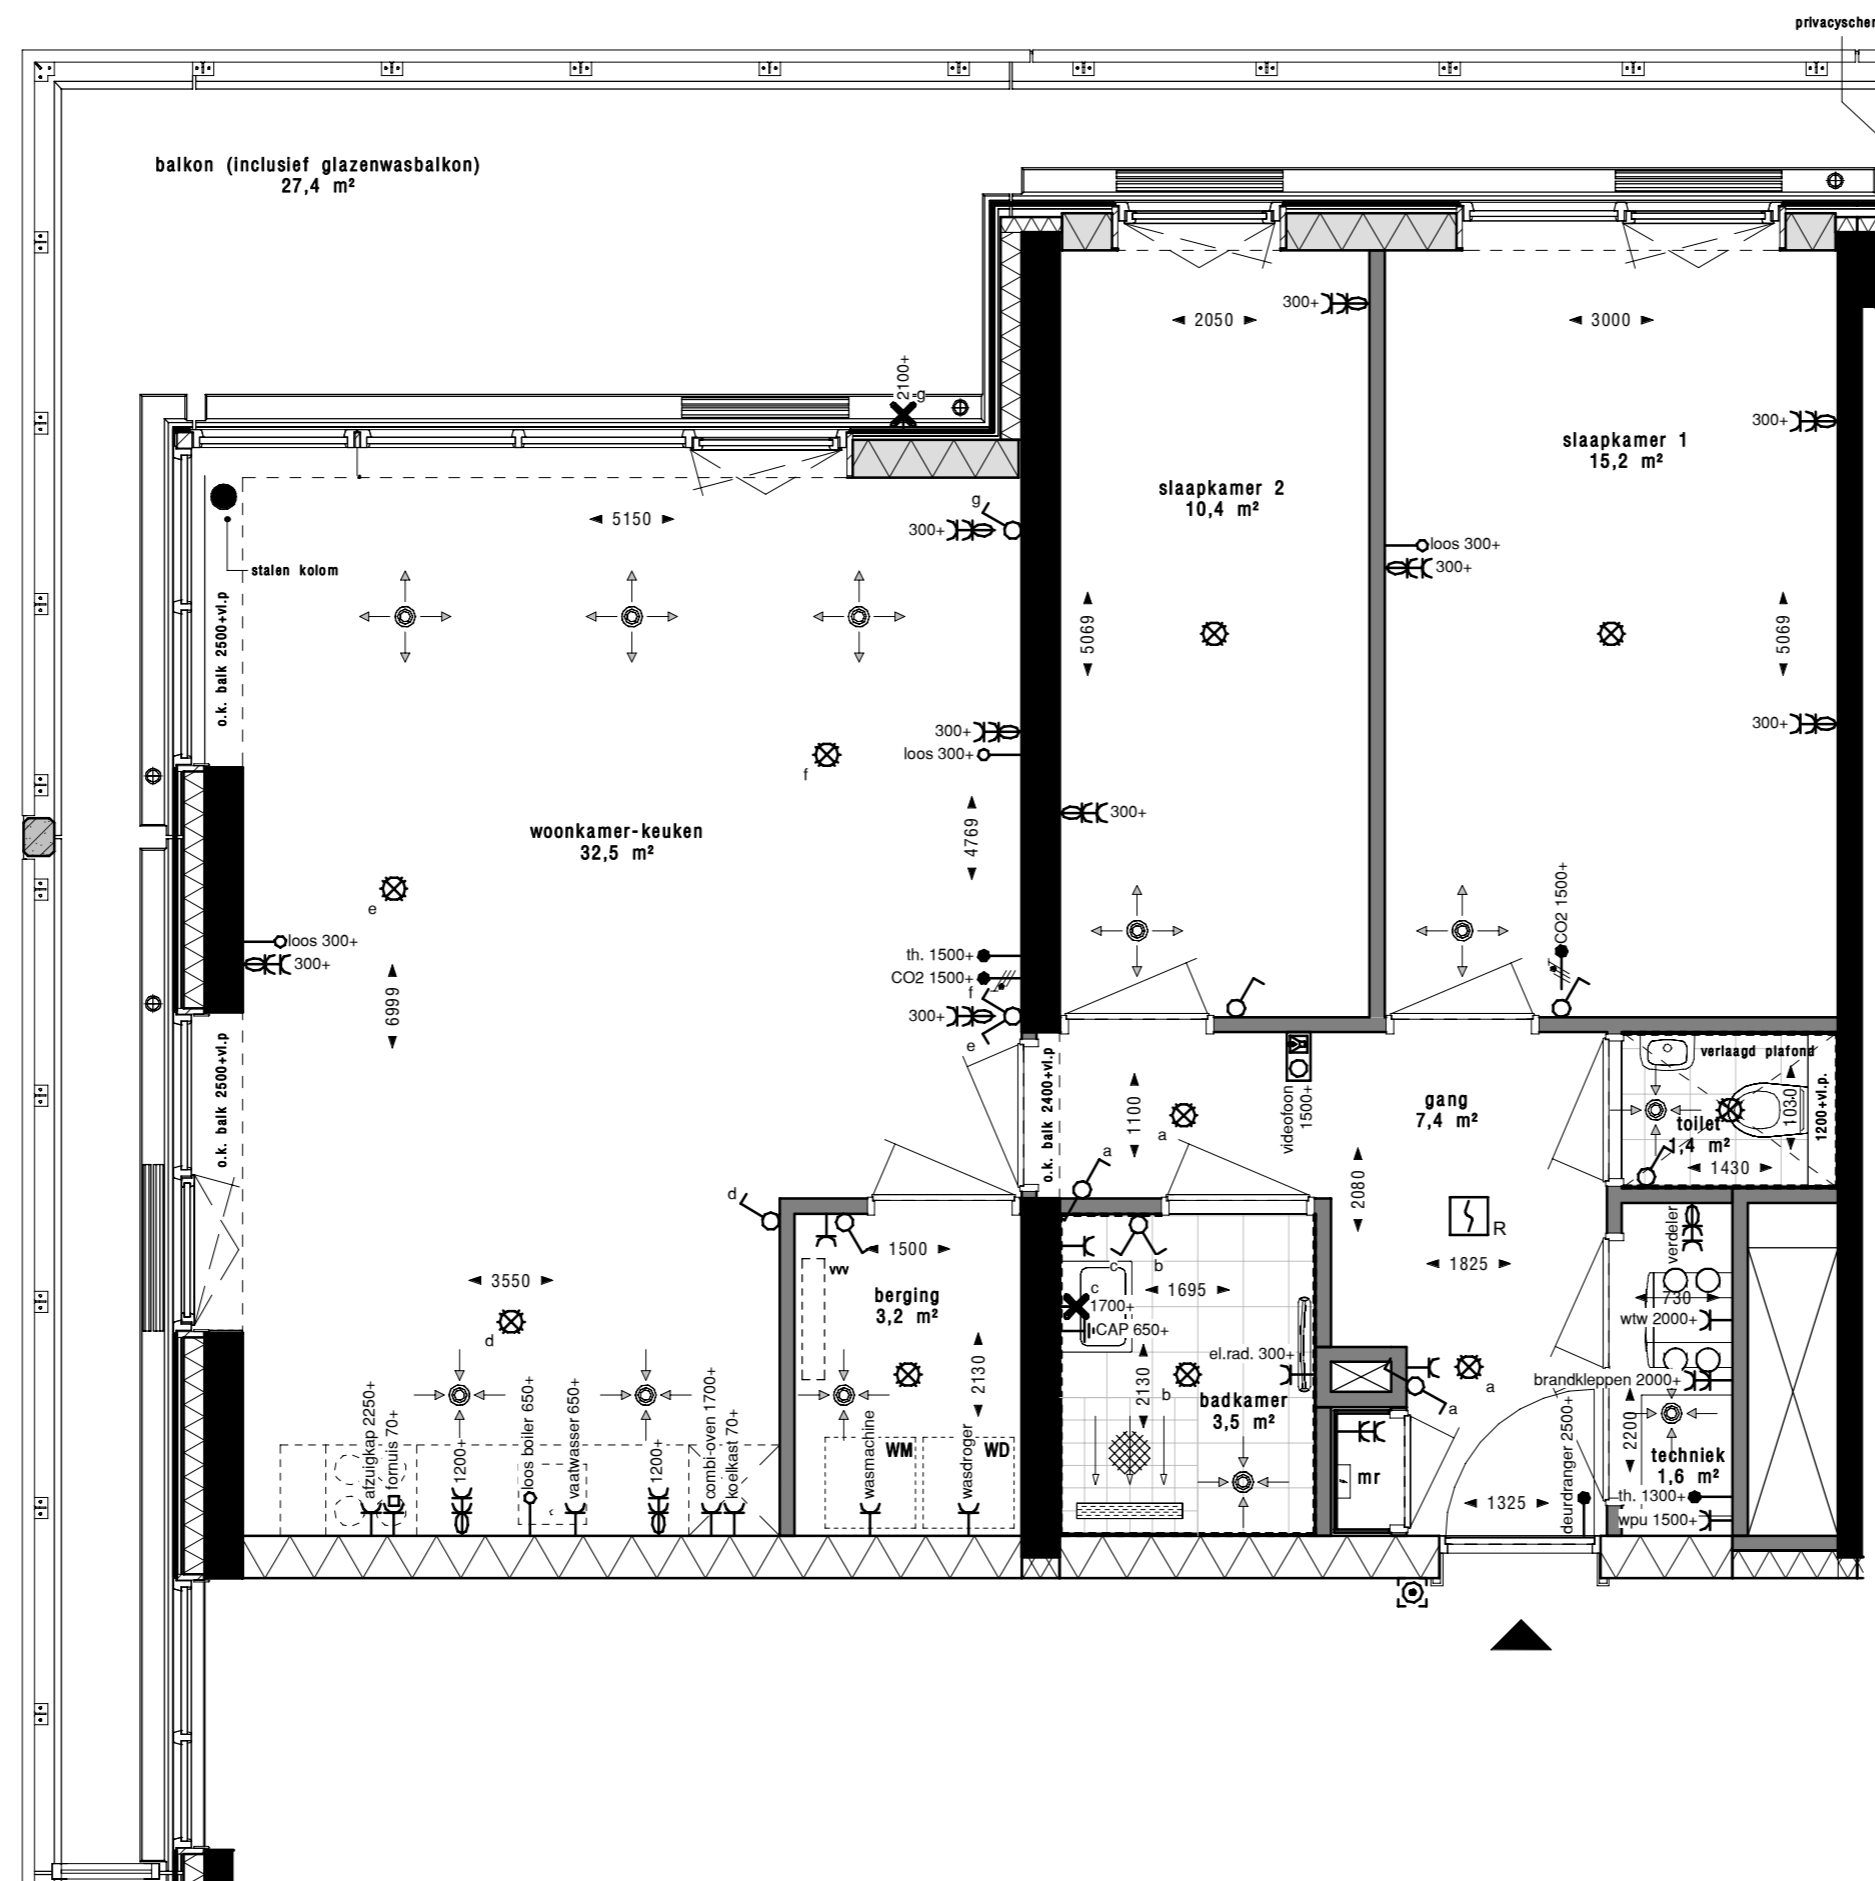 privacyscher
balkon (inclusief glazenwasbalkon)
27,4 m²
2100+
g
300+
2050
3000
300+
slaapkamer 1
15,2 m²
slaapkamer 2
10,4 m²
g
5150
300+
stalen kolom
loos 300+
300+
o.k. balk 2500+vl.p
5069
5069
300+
loos 300+
300+
f
300+
4769
woonkamer-keuken
32,5 m²
e
CO2 1500+
loos 300+
300+
th. 1500+
CO2 1500+
f
300+
e
6999
o.k. balk 2500+vl.p
o.k. balk 2400+vl.p
1100
a
videofoon
1500+
gang
7,4 m²
verlaagd plafond
1030
1200+vl.p.
toilet
1,4 m²
1430
a
2080
d
R
verdeler
1500
vvv
c
b
1825
3550
berging
3,2 m²
c
1700+
1695
730
CAP 650+
wtw 2000+
d
2130
2130
el.rad. 300+
b
badkamer
3,5 m²
a
a
brandkleppen 2000+
afzuigkap 2250+
fornuis 70+
1200+
loos boiler 650+
vaatwasser 650+
1200+
combi-oven 1700+
koelkast 70+
wasmachine
WM
wasdroger
WD
mr
1325
deurdranger 2500+
2200
techniek
1,6 m²
th. 1300+
wpu 1500+